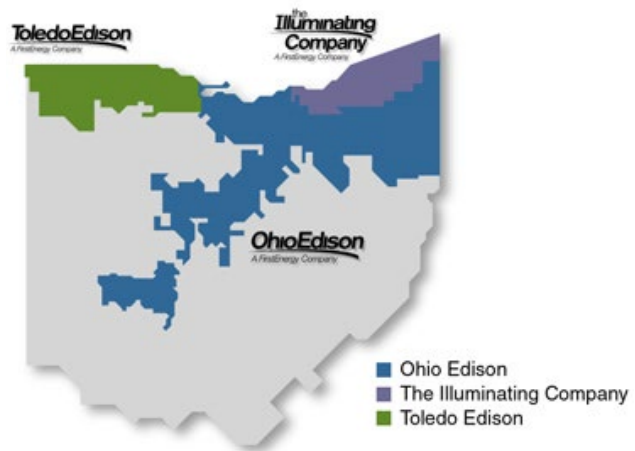 ToledoEdison
A FirstEnergy Company
the
Illuminating
Company
A FirstEnergy Company
OhioEdison
A FirstEnergy Company
Ohio Edison
The Illuminating Company
Toledo Edison